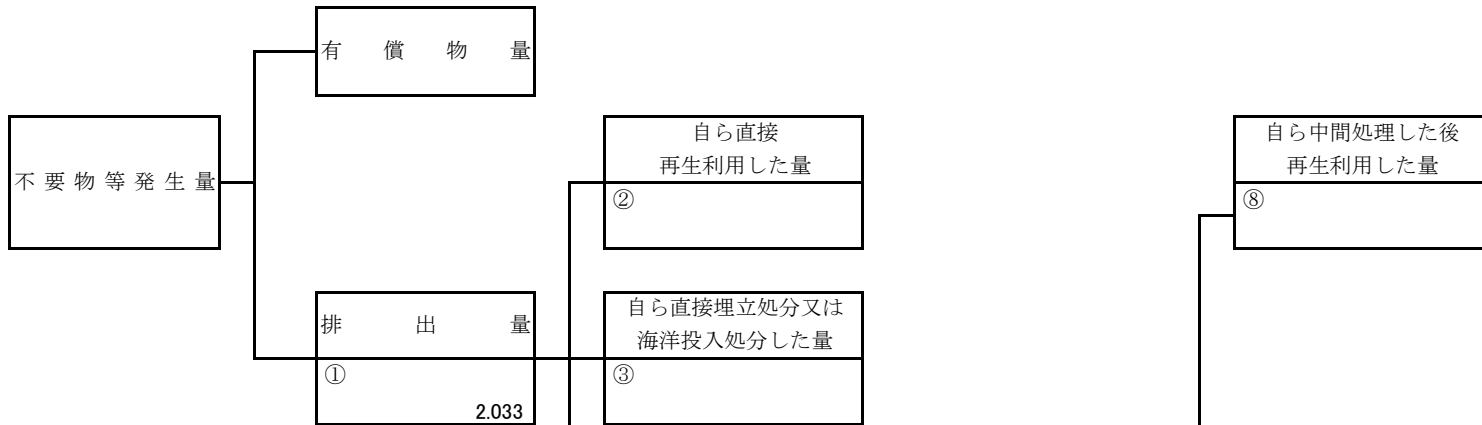 有償物量
不要物等発生量
自ら直接
再生利用した量
②
自ら中間処理した後
再生利用した量
⑧
排出量
①
2.033
自ら直接埋立処分又は
海洋投入処分した量
③